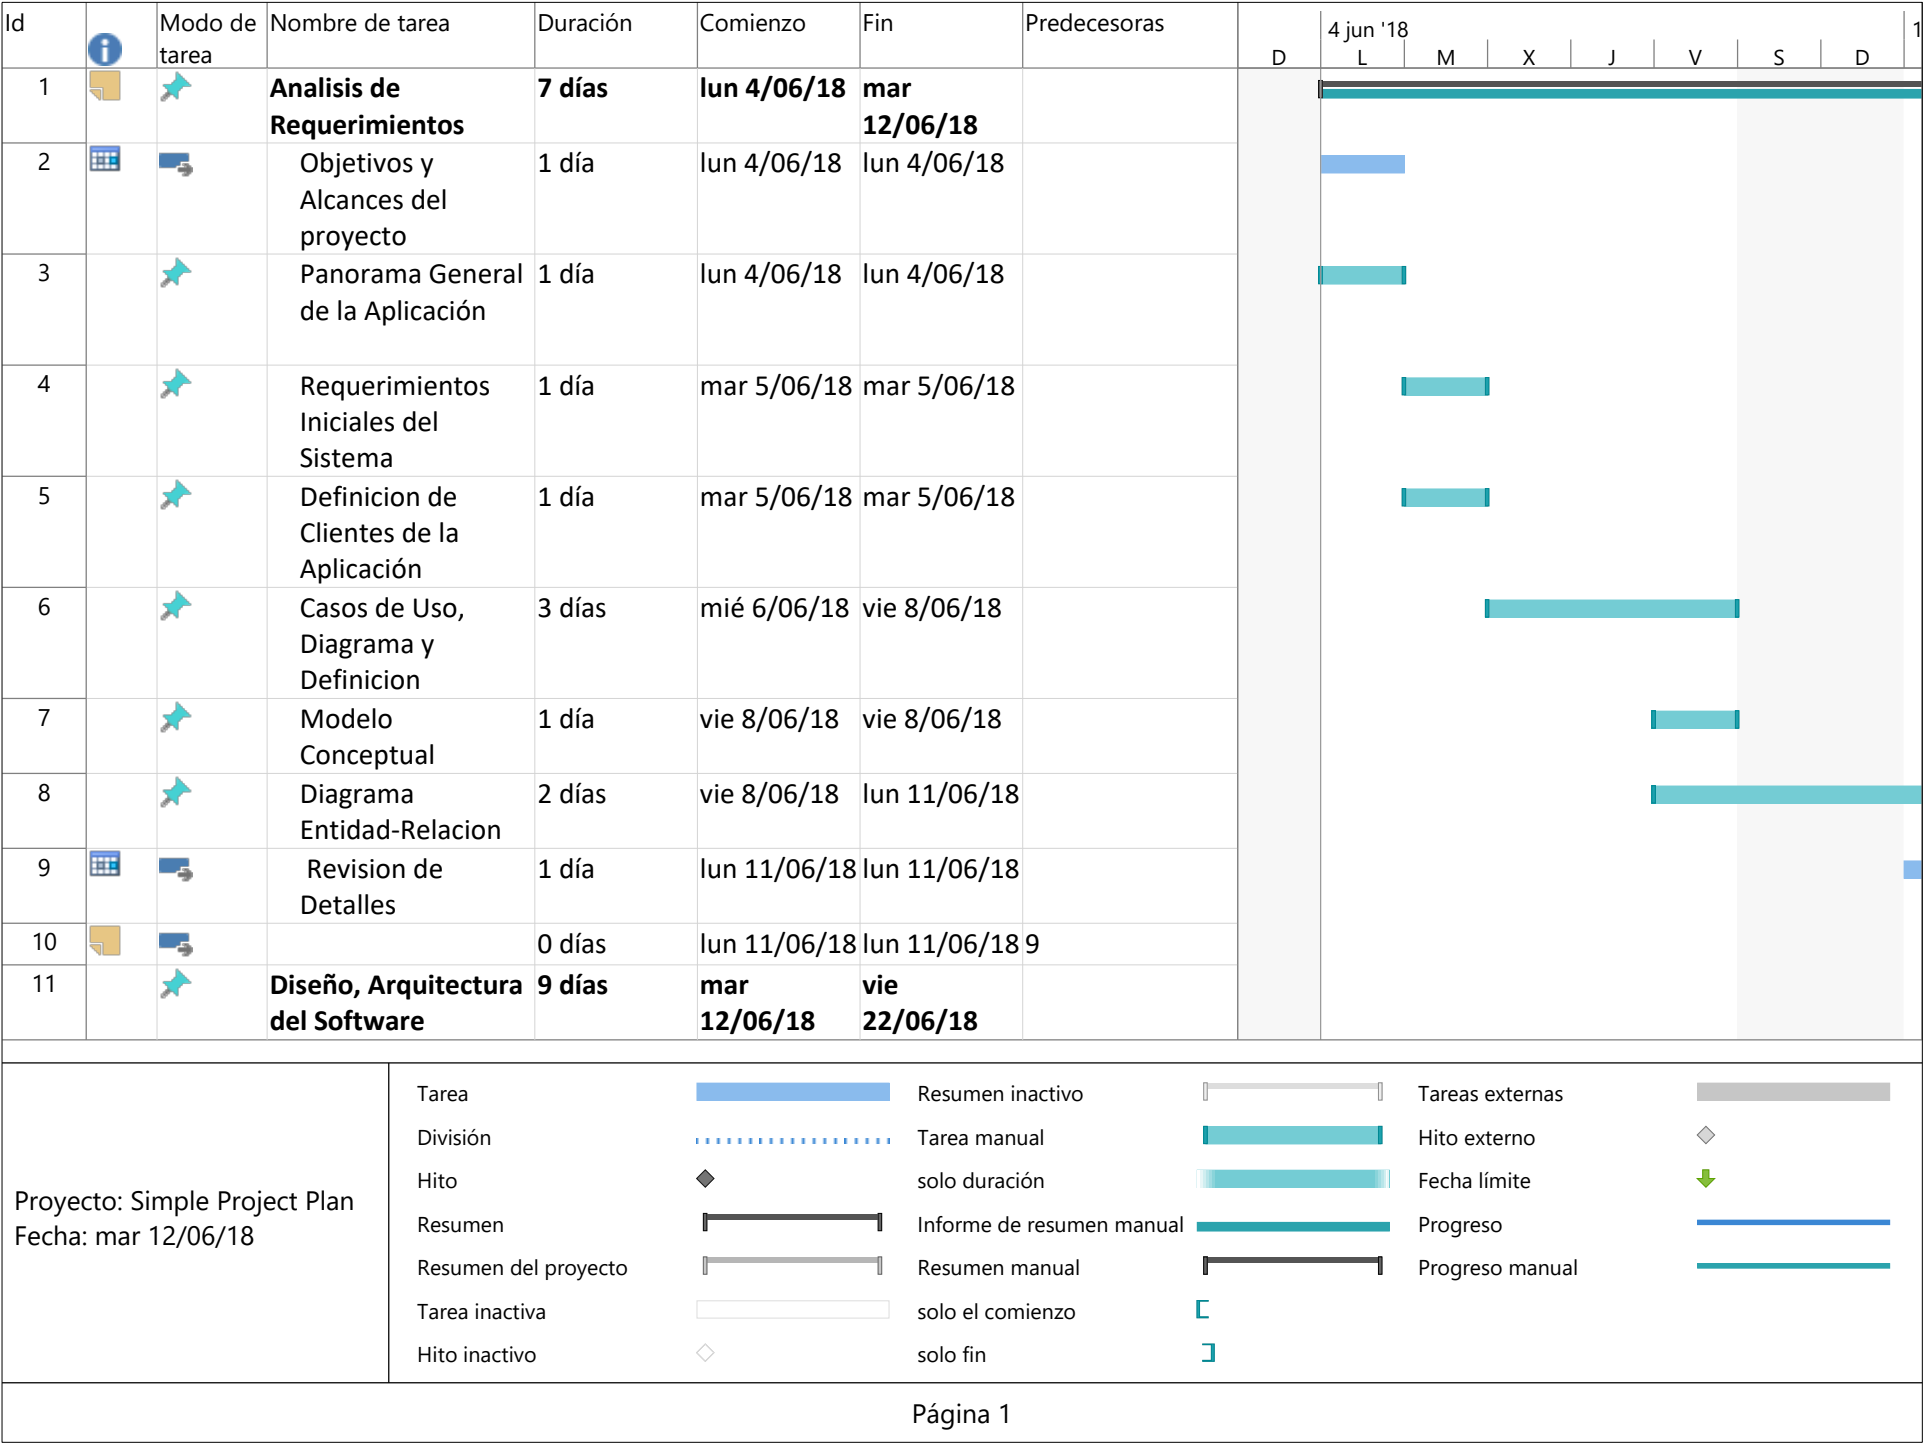 Id Modo de tarea Nombre de tarea Duración Comienzo Fin Predecesoras
4 jun '18 1
D L M X J V S D
1 Analisis de Requerimientos 7 días lun 4/06/18 mar 12/06/18
2 Objetivos y Alcances del proyecto 1 día lun 4/06/18 lun 4/06/18
3 Panorama General de la Aplicación 1 día lun 4/06/18 lun 4/06/18
4 Requerimientos Iniciales del Sistema 1 día mar 5/06/18 mar 5/06/18
5 Definicion de Clientes de la Aplicación 1 día mar 5/06/18 mar 5/06/18
6 Casos de Uso, Diagrama y Definicion 3 días mié 6/06/18 vie 8/06/18
7 Modelo Conceptual 1 día vie 8/06/18 vie 8/06/18
8 Diagrama Entidad-Relacion 2 días vie 8/06/18 lun 11/06/18
9 Revision de Detalles 1 día lun 11/06/18 lun 11/06/18
10 0 días lun 11/06/18 lun 11/06/18 9
11 Diseño, Arquitectura del Software 9 días mar 12/06/18 vie 22/06/18
Proyecto: Simple Project Plan
Fecha: mar 12/06/18
Tarea
División
Hito
Resumen
Resumen del proyecto
Tarea inactiva
Hito inactivo
Resumen inactivo
Tarea manual
solo duración
Informe de resumen manual
Resumen manual
solo el comienzo
solo fin
Tareas externas
Hito externo
Fecha límite
Progreso
Progreso manual
Página 1